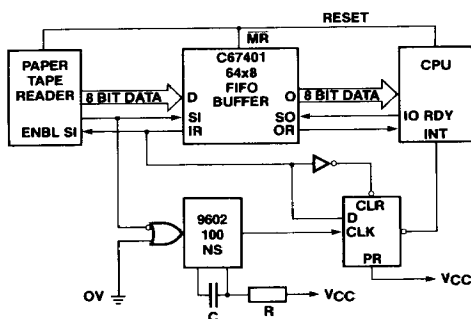 RESET
MR
PAPER
TAPE
READER
8 BIT DATA
ENBL SI
C67401
64x8
FIFO
BUFFER
D
SI
IR
O
SO
OR
8 BIT DATA
CPU
IO RDY
INT
9602
100
NS
CLR
D
CLK
PR
VCC
OV
C
R
VCC